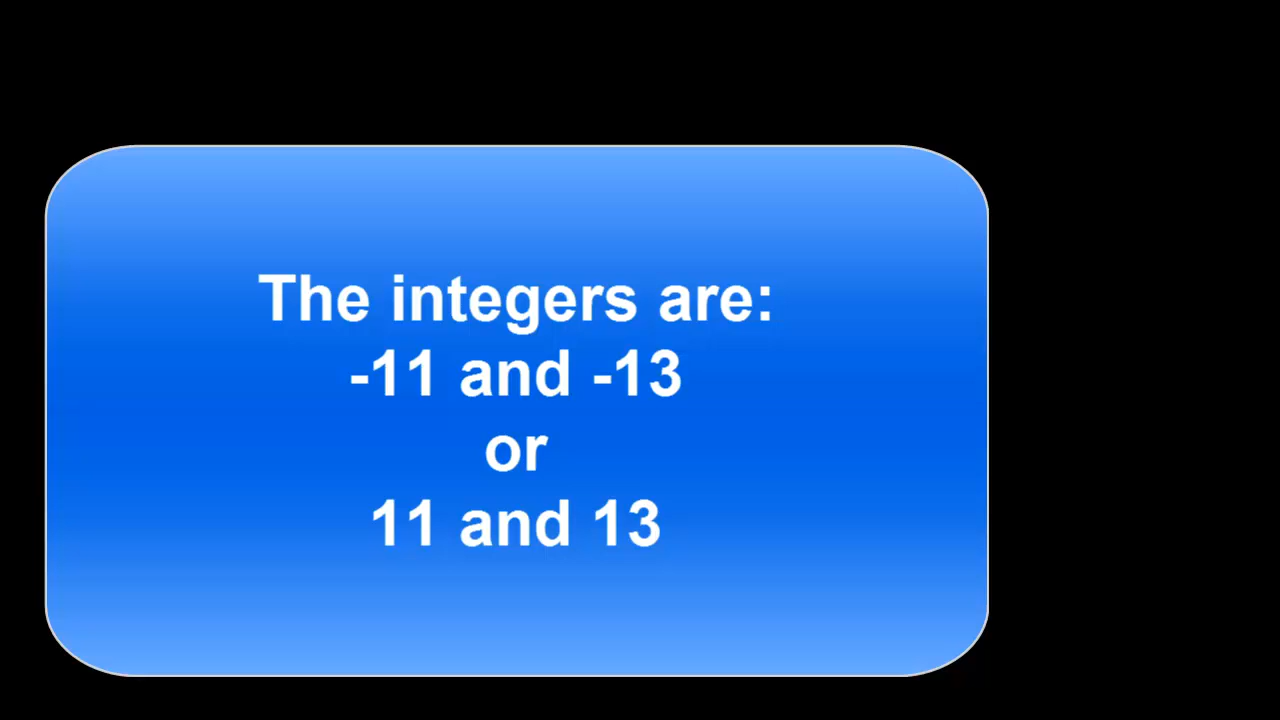 The integers are:
-11 and -13
or
11 and 13